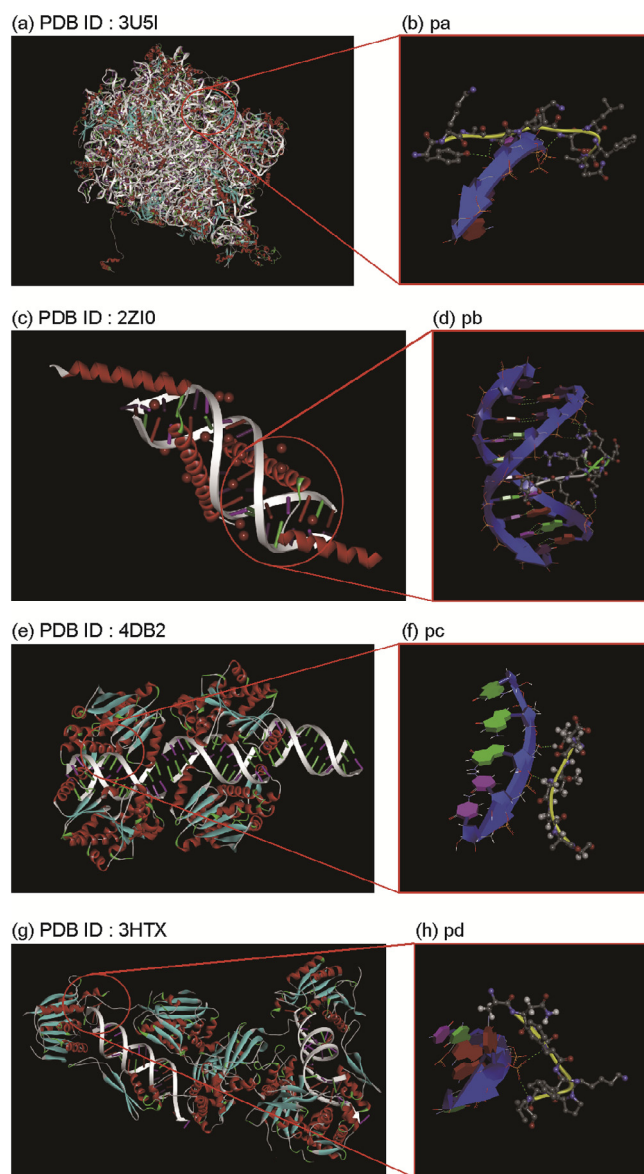 (a) PDB ID : 3U5I
(b) pa
(c) PDB ID : 2ZI0
(d) pb
(e) PDB ID : 4DB2
(f) pc
(g) PDB ID : 3HTX
(h) pd